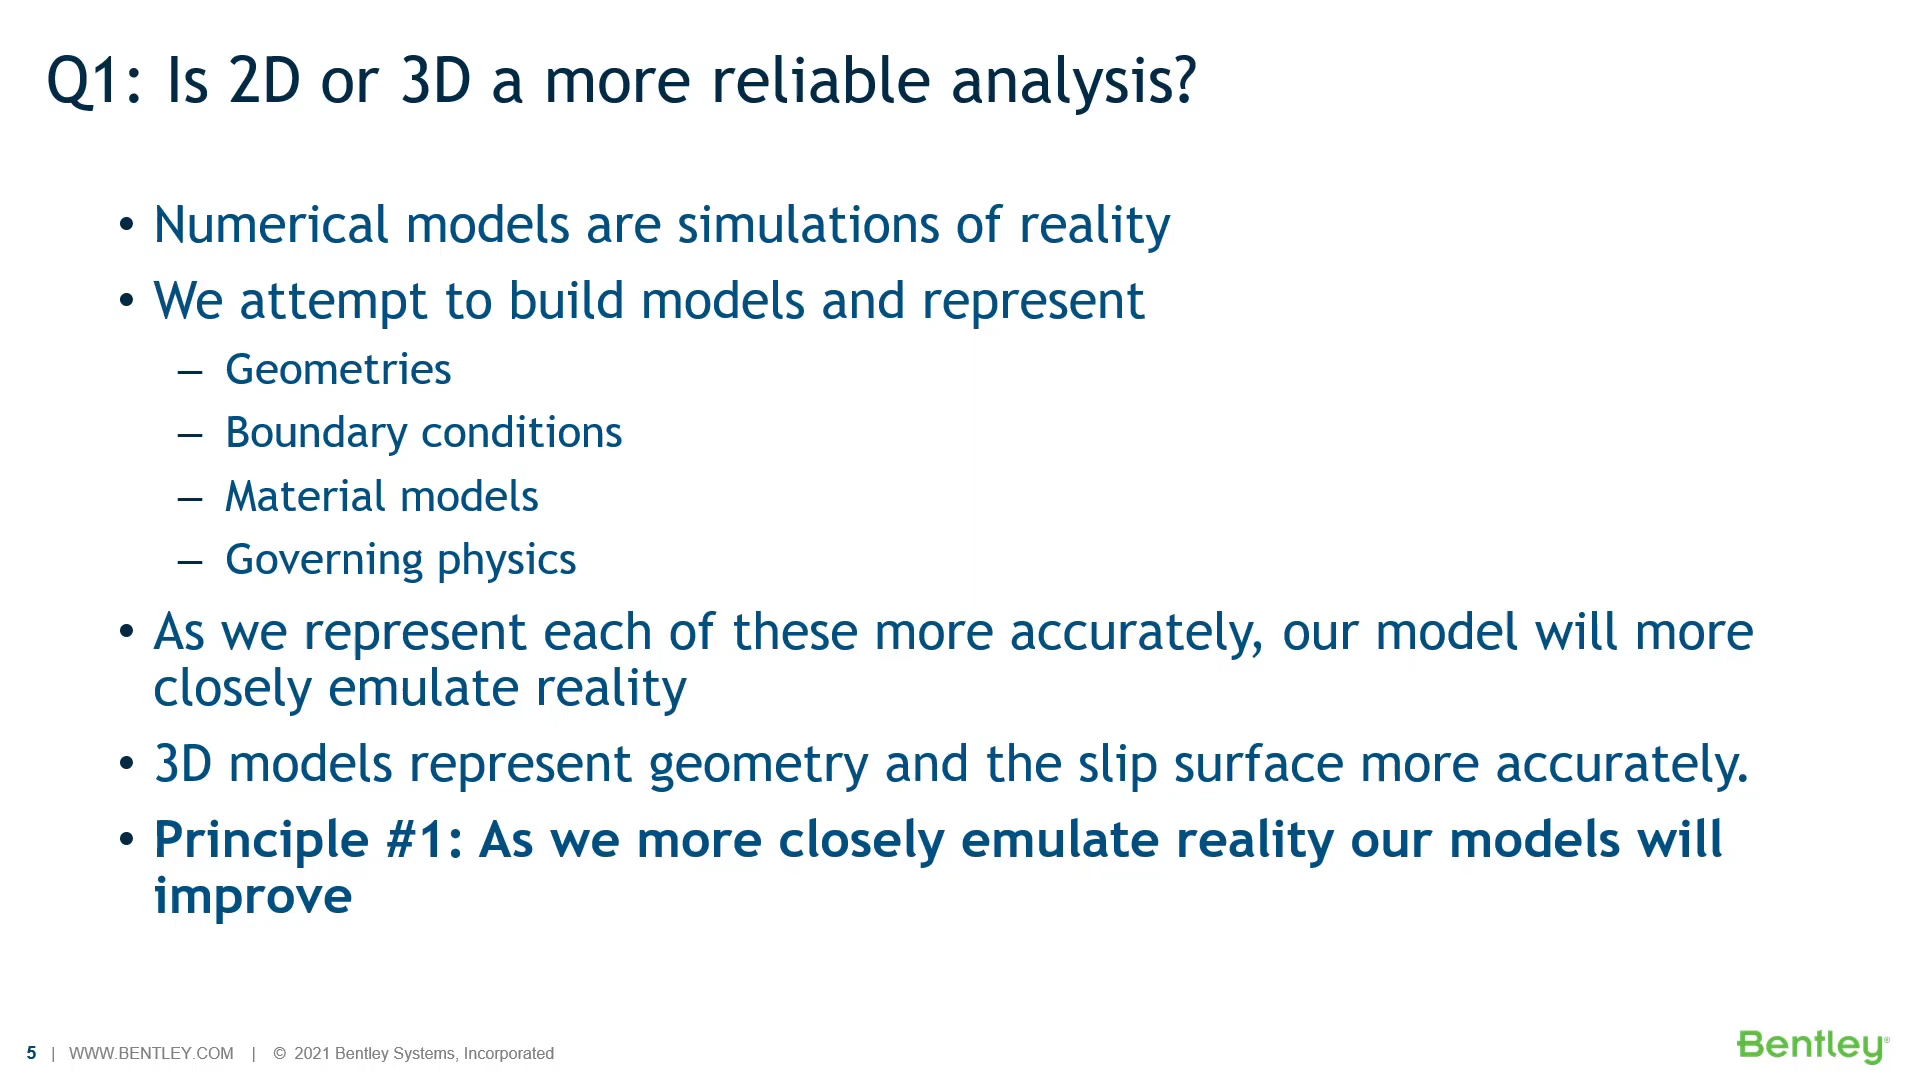 Q1: Is 2D or 3D a more reliable analysis?
• Numerical models are simulations of reality
• We attempt to build models and represent
– Geometries
– Boundary conditions
– Material models
– Governing physics
• As we represent each of these more accurately, our model will more
closely emulate reality
• 3D models represent geometry and the slip surface more accurately.
• Principle #1: As we more closely emulate reality our models will
improve
5 | WWW.BENTLEY.COM | © 2021 Bentley Systems, Incorporated
Bentley®